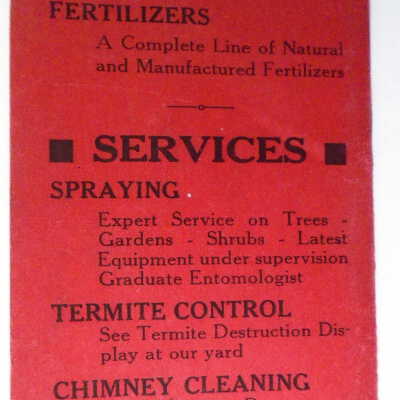 FERTILIZERS
A Complete Line of Natural
and Manufactured Fertilizers
SERVICES
SPRAYING
Expert Service on Trees -
Gardens - Shrubs - Latest
Equipment under supervision
Graduate Entomologist
TERMITE CONTROL
See Termite Destruction Dis-
play at our yard
CHIMNEY CLEANING